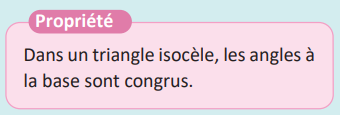 Propriété
Dans un triangle isocèle, les angles à
la base sont congrus.